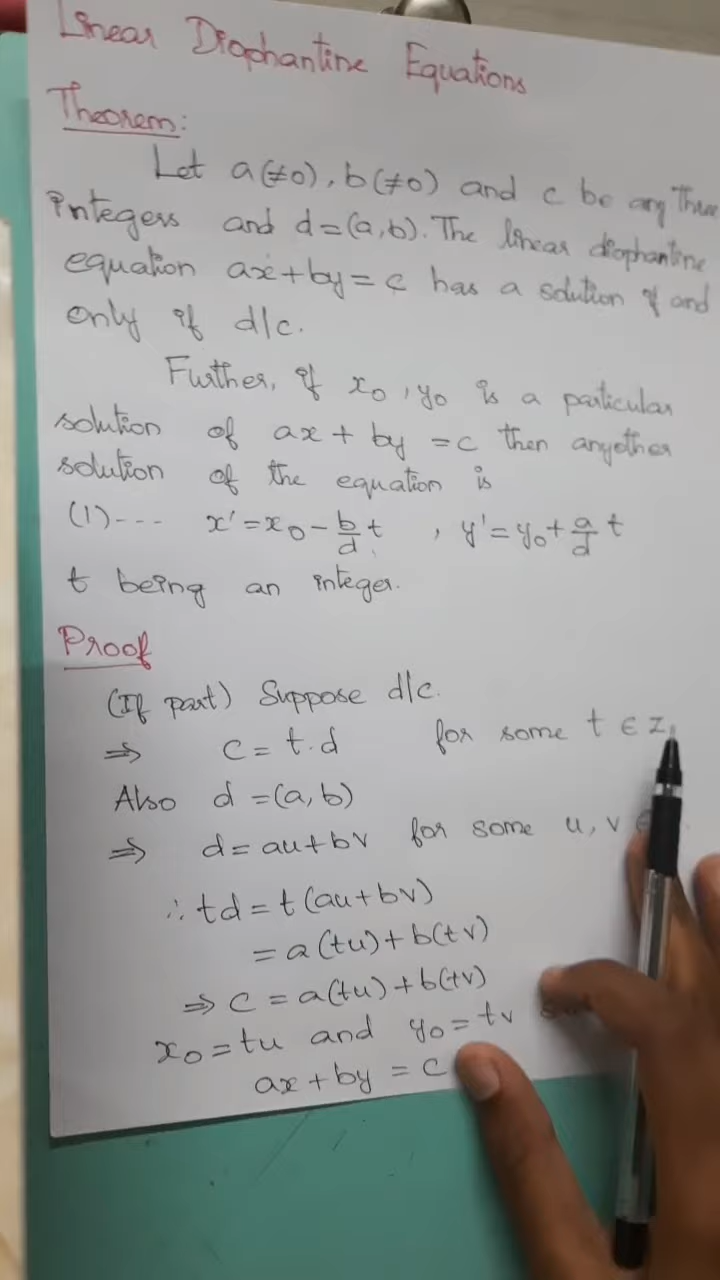 Linear Diophantine Equations
Theorem:
Let a(≠0), b(≠0) and c be any three
integers and d=(a,b). The linear diophantine
equation ax+by=c has a solution if and
only if d|c.
Further, if x₀, y₀ is a particular
solution of ax + by = c then anyother
solution of the equation is
(1)--- x'=x₀-b/d t , y'=y₀+a/d t
t being an integer.
Proof
(If part) Suppose d|c.
⇒ c = t.d for some t ∈ Z
Also d =(a,b)
⇒ d= au+bv for some u, v
∴ td = t(au+bv)
= a(tu)+b(tv)
⇒ c = a(tu)+b(tv)
x₀=tu and y₀=tv
ax+by = c